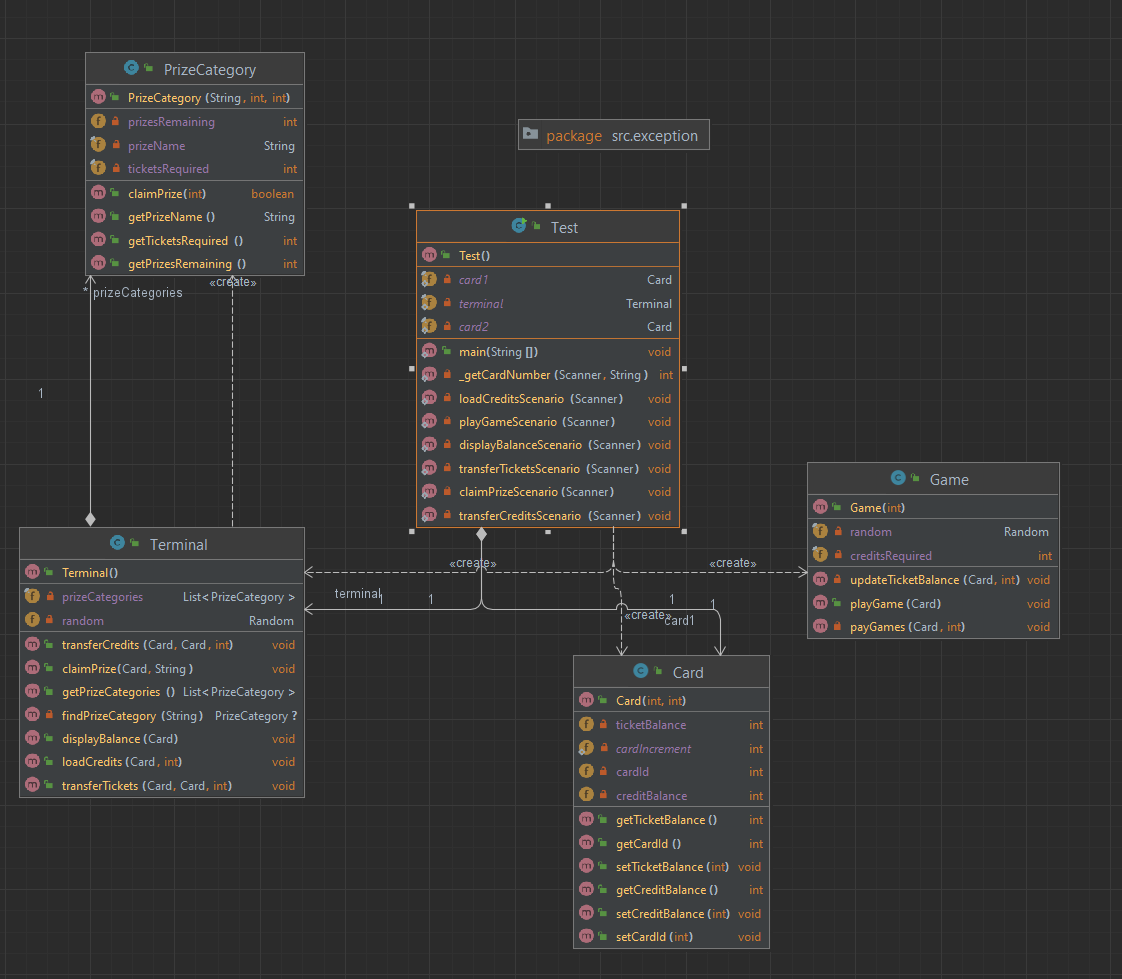 PrizeCategory
PrizeCategory (String, int, int)
prizesRemaining int
prizeName String
ticketsRequired int
claimPrize(int) boolean
getPrizeName () String
getTicketsRequired () int
getPrizesRemaining () int
«create»
* prizeCategories
1
package src.exception
Test
Test()
card1 Card
terminal Terminal
card2 Card
main(String []) void
_getCardNumber (Scanner, String ) int
loadCreditsScenario (Scanner) void
playGameScenario (Scanner) void
displayBalanceScenario (Scanner) void
transferTicketsScenario (Scanner) void
claimPrizeScenario (Scanner) void
transferCreditsScenario (Scanner) void
«create»
«create»
terminal
1
1
1
1
«create»
card1
Game
Game(int)
random Random
creditsRequired int
updateTicketBalance (Card, int) void
playGame (Card) void
payGames (Card, int) void
Terminal
Terminal()
prizeCategories List< PrizeCategory >
random Random
transferCredits (Card, Card, int) void
claimPrize(Card, String ) void
getPrizeCategories () List< PrizeCategory >
findPrizeCategory (String) PrizeCategory ?
displayBalance (Card) void
loadCredits (Card, int) void
transferTickets (Card, Card, int) void
Card
Card(int, int)
ticketBalance int
cardIncrement int
cardId int
creditBalance int
getTicketBalance () int
getCardId () int
setTicketBalance (int) void
getCreditBalance () int
setCreditBalance (int) void
setCardId (int) void